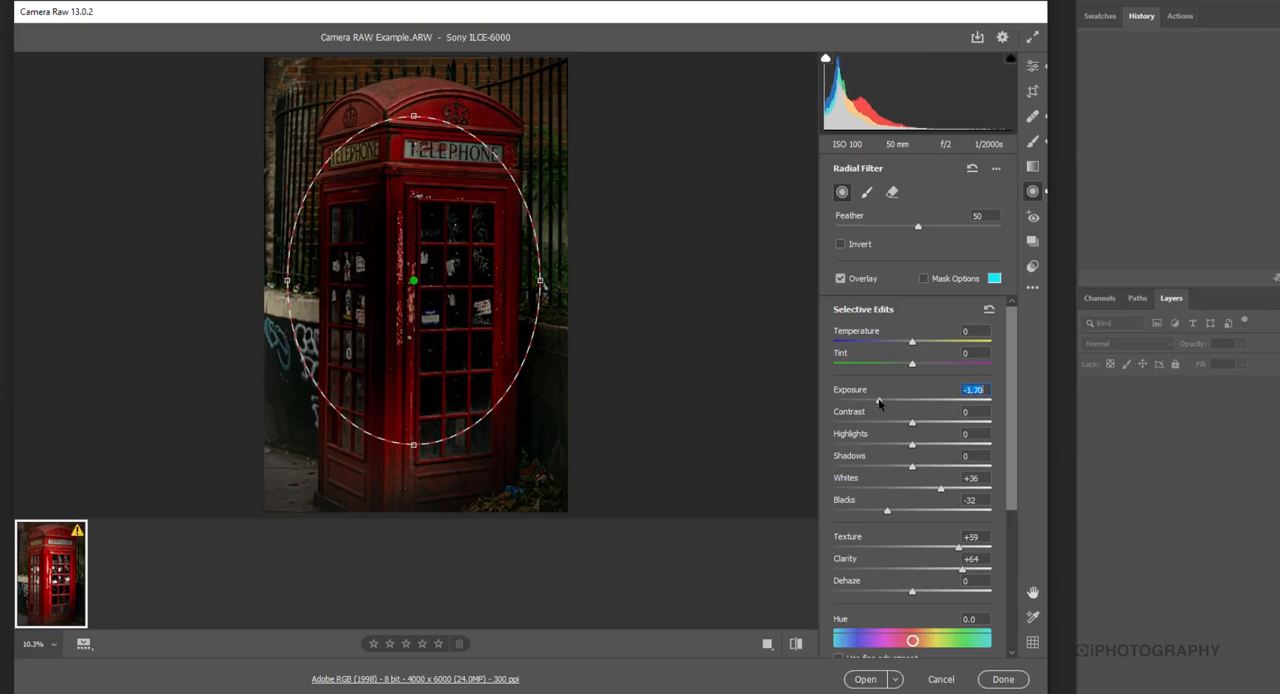 Camera Raw 13.0.2
Camera RAW Example.ARW - Sony ILCE-6000
ISO 100 50 mm f/2 1/2000s
Radial Filter
Feather 50
Invert
Overlay Mask Options
Selective Edits
Temperature 0
Tint 0
Exposure -1.70
Contrast 0
Highlights 0
Shadows 0
Whites +36
Blacks -32
Texture +59
Clarity +64
Dehaze 0
Hue 0.0
Use fine adjustment
TELEPHONE TELEPHONE
10.3%
Adobe RGB (1998) - 8 bit - 4000 x 6000 (24.0MP) - 300 ppi
Open Cancel Done
Swatches History Actions
Channels Paths Layers
Kind
Normal Opacity:
Lock: Fill:
iPHOTOGRAPHY